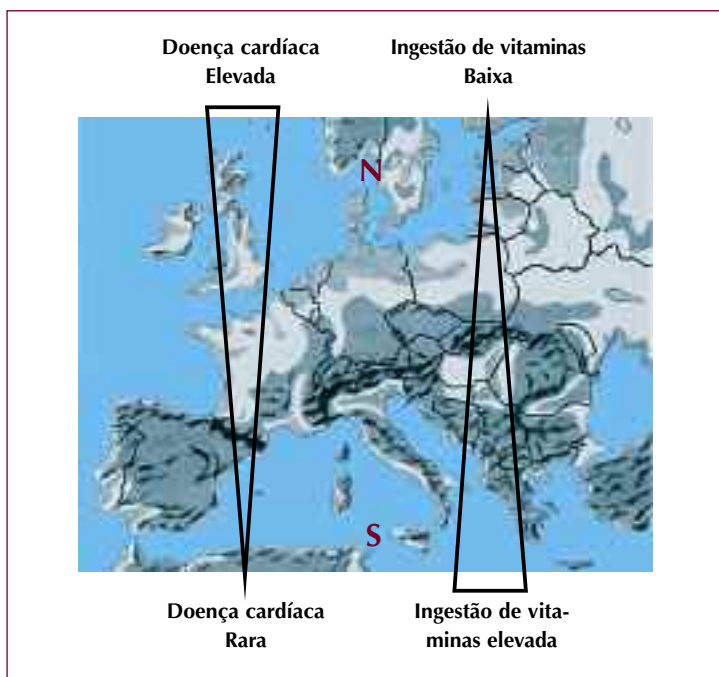 Doença cardíaca
Elevada
Ingestão de vitaminas
Baixa
N
S
Doença cardíaca
Rara
Ingestão de vita-
minas elevada